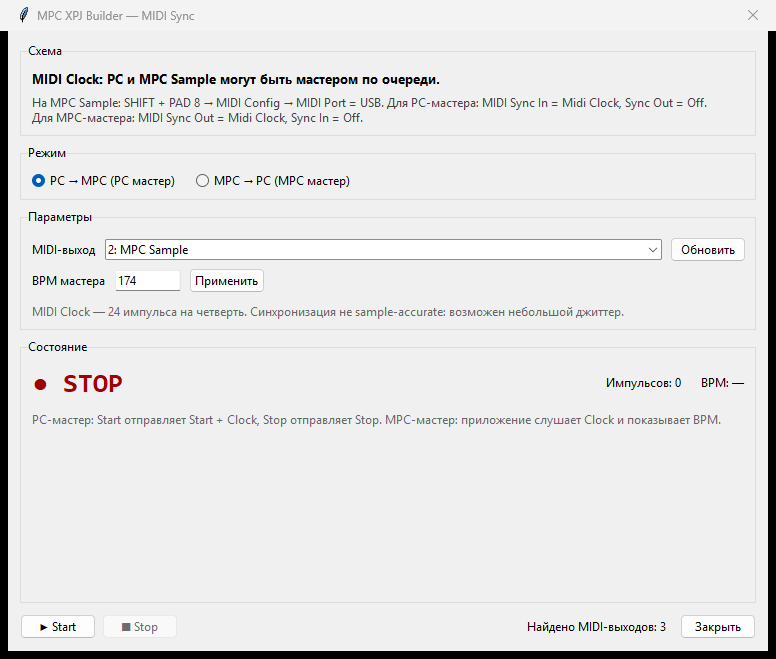 MPC XPJ Builder — MIDI Sync
Схема
MIDI Clock: PC и MPC Sample могут быть мастером по очереди.
На MPC Sample: SHIFT + PAD 8 → MIDI Config → MIDI Port = USB. Для PC-мастера: MIDI Sync In = Midi Clock, Sync Out = Off.
Для MPC-мастера: MIDI Sync Out = Midi Clock, Sync In = Off.
Режим
PC → MPC (PC мастер) MPC → PC (MPC мастер)
Параметры
MIDI-выход 2: MPC Sample Обновить
BPM мастера 174 Применить
MIDI Clock — 24 импульса на четверть. Синхронизация не sample-accurate: возможен небольшой джиттер.
Состояние
● STOP Импульсов: 0 BPM: —
PC-мастер: Start отправляет Start + Clock, Stop отправляет Stop. MPC-мастер: приложение слушает Clock и показывает BPM.
► Start ■ Stop Найдено MIDI-выходов: 3 Закрыть